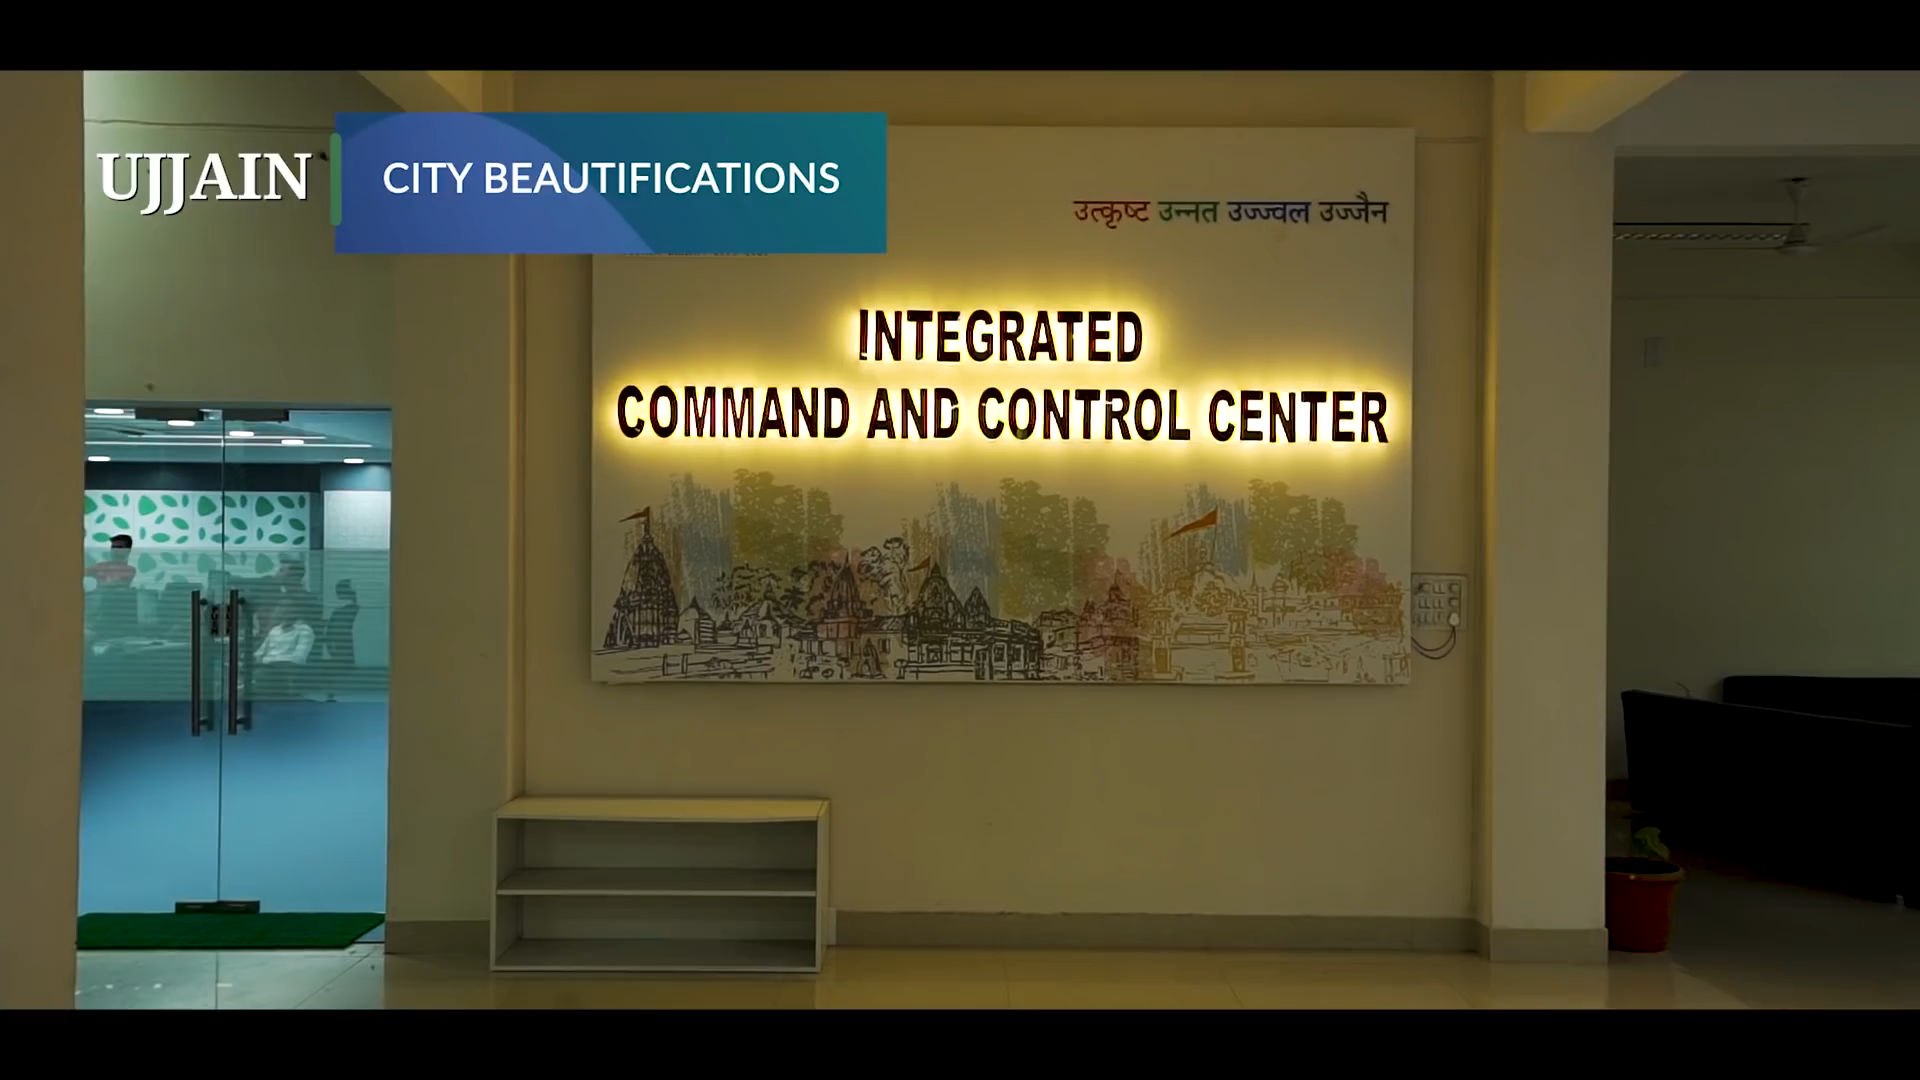 UJJAIN
CITY BEAUTIFICATIONS
उत्कृष्ट उन्नत उज्ज्वल उज्जैन
INTEGRATED
COMMAND AND CONTROL CENTER